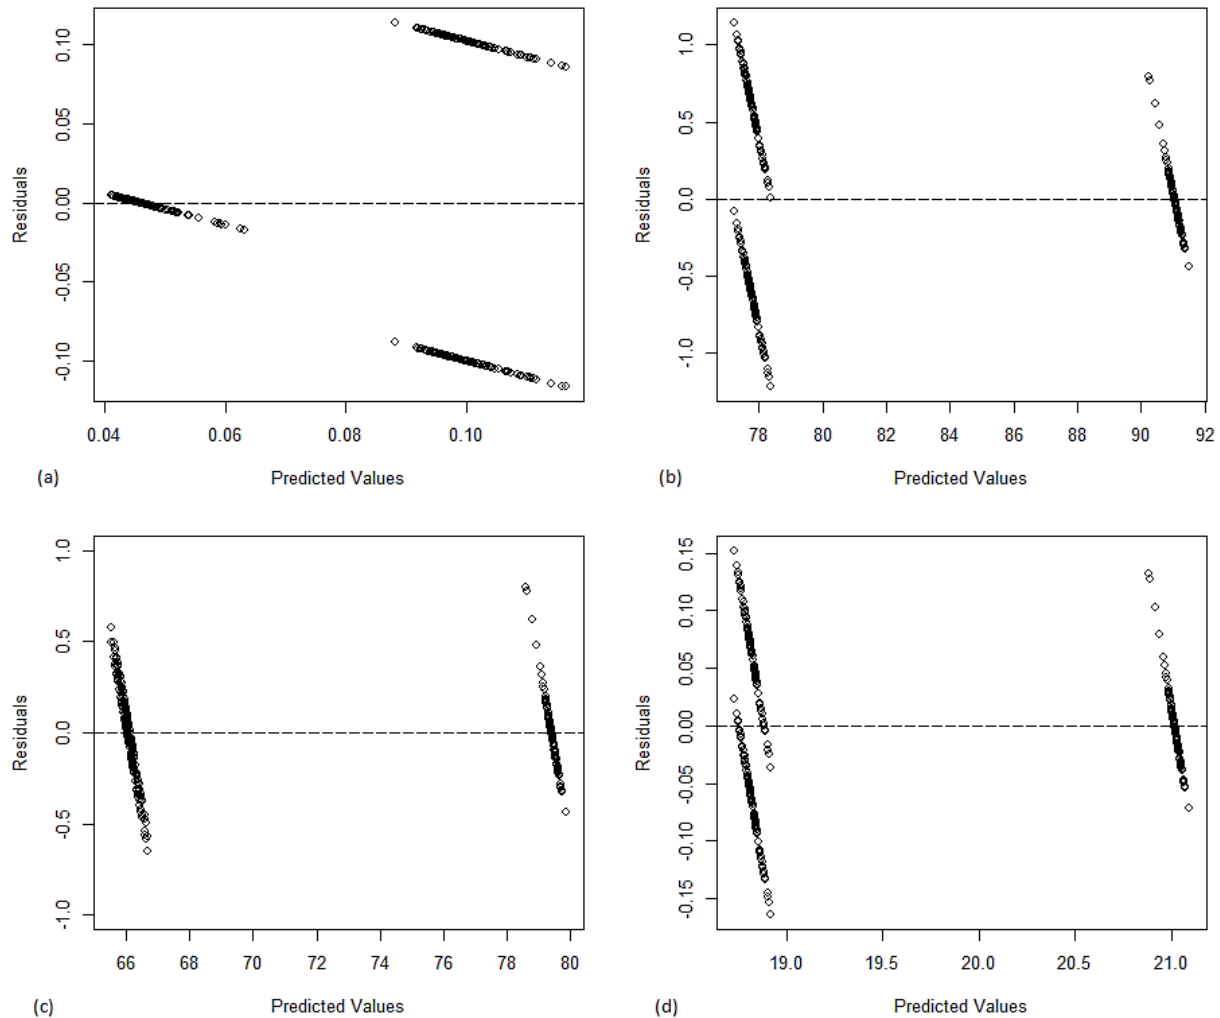 0.10
0.05
0.00
-0.05
-0.10
Residuals
0.04 0.06 0.08 0.10
(a) Predicted Values
1.0
0.5
0.0
-0.5
-1.0
Residuals
78 80 82 84 86 88 90 92
(b) Predicted Values
1.0
0.5
0.0
-0.5
-1.0
Residuals
66 68 70 72 74 76 78 80
(c) Predicted Values
0.15
0.10
0.05
0.00
-0.05
-0.10
-0.15
Residuals
19.0 19.5 20.0 20.5 21.0
(d) Predicted Values